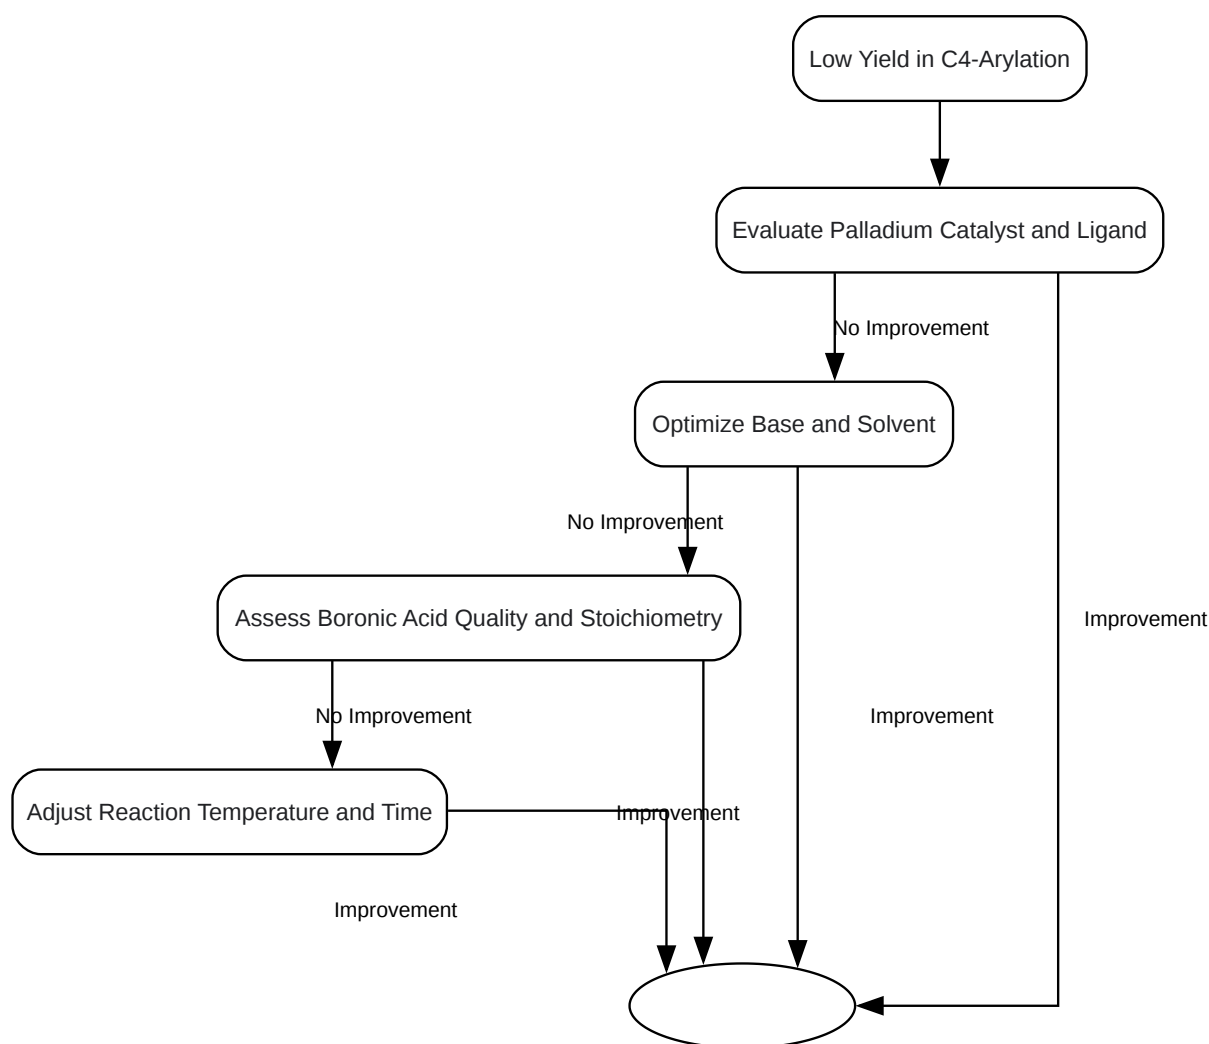 Low Yield in C4-Arylation
Evaluate Palladium Catalyst and Ligand
No Improvement
Optimize Base and Solvent
No Improvement
Assess Boronic Acid Quality and Stoichiometry
Improvement
No Improvement
Improvement
Adjust Reaction Temperature and Time
Improvement
Improvement